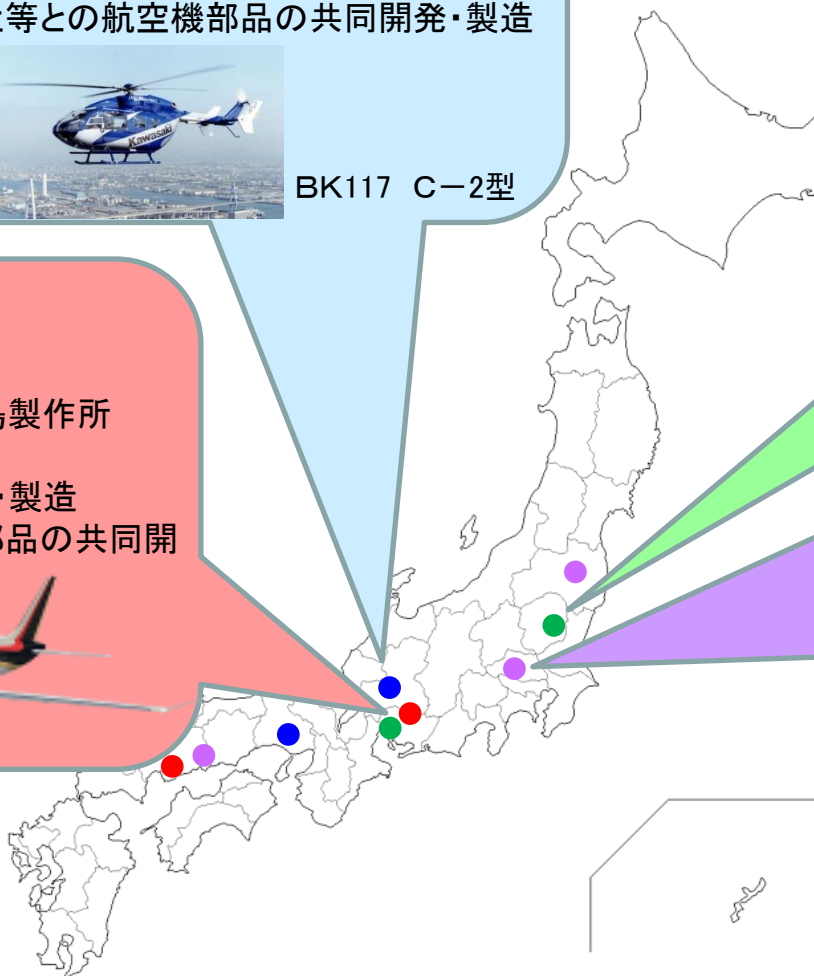 等との航空機部品の共同開発・製造
Kawasaki
BK117 C－2型
製作所
・製造
品の共同開